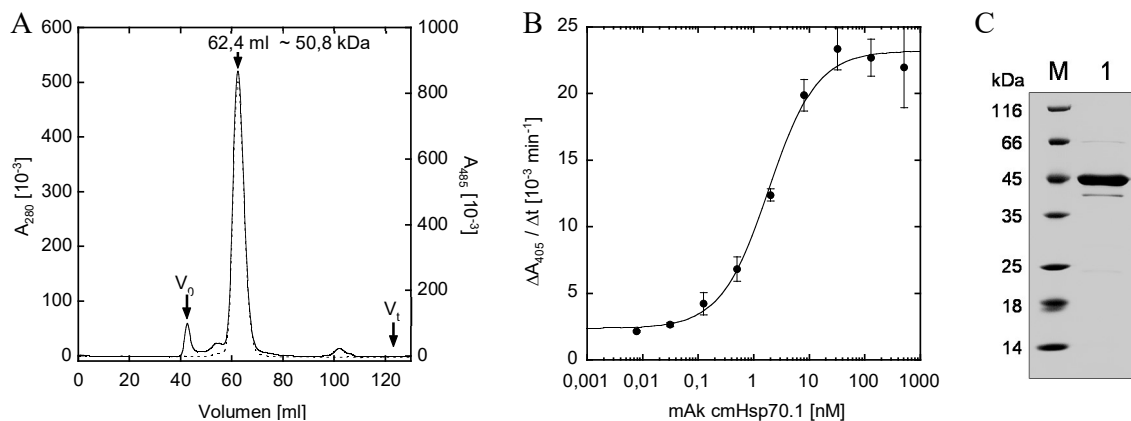 A
62,4 ml ~ 50,8 kDa
V0
Vt
600
500
400
300
200
100
0
A280 [10-3]
1000
800
600
400
200
0
A485 [10-3]
0 20 40 60 80 100 120
Volumen [ml]
B
25
20
15
10
5
0
ΔA405 / Δt [10-3 min-1]
0,001 0,01 0,1 1 10 100 1000
mAk cmHsp70.1 [nM]
C
kDa M 1
116
66
45
35
25
18
14